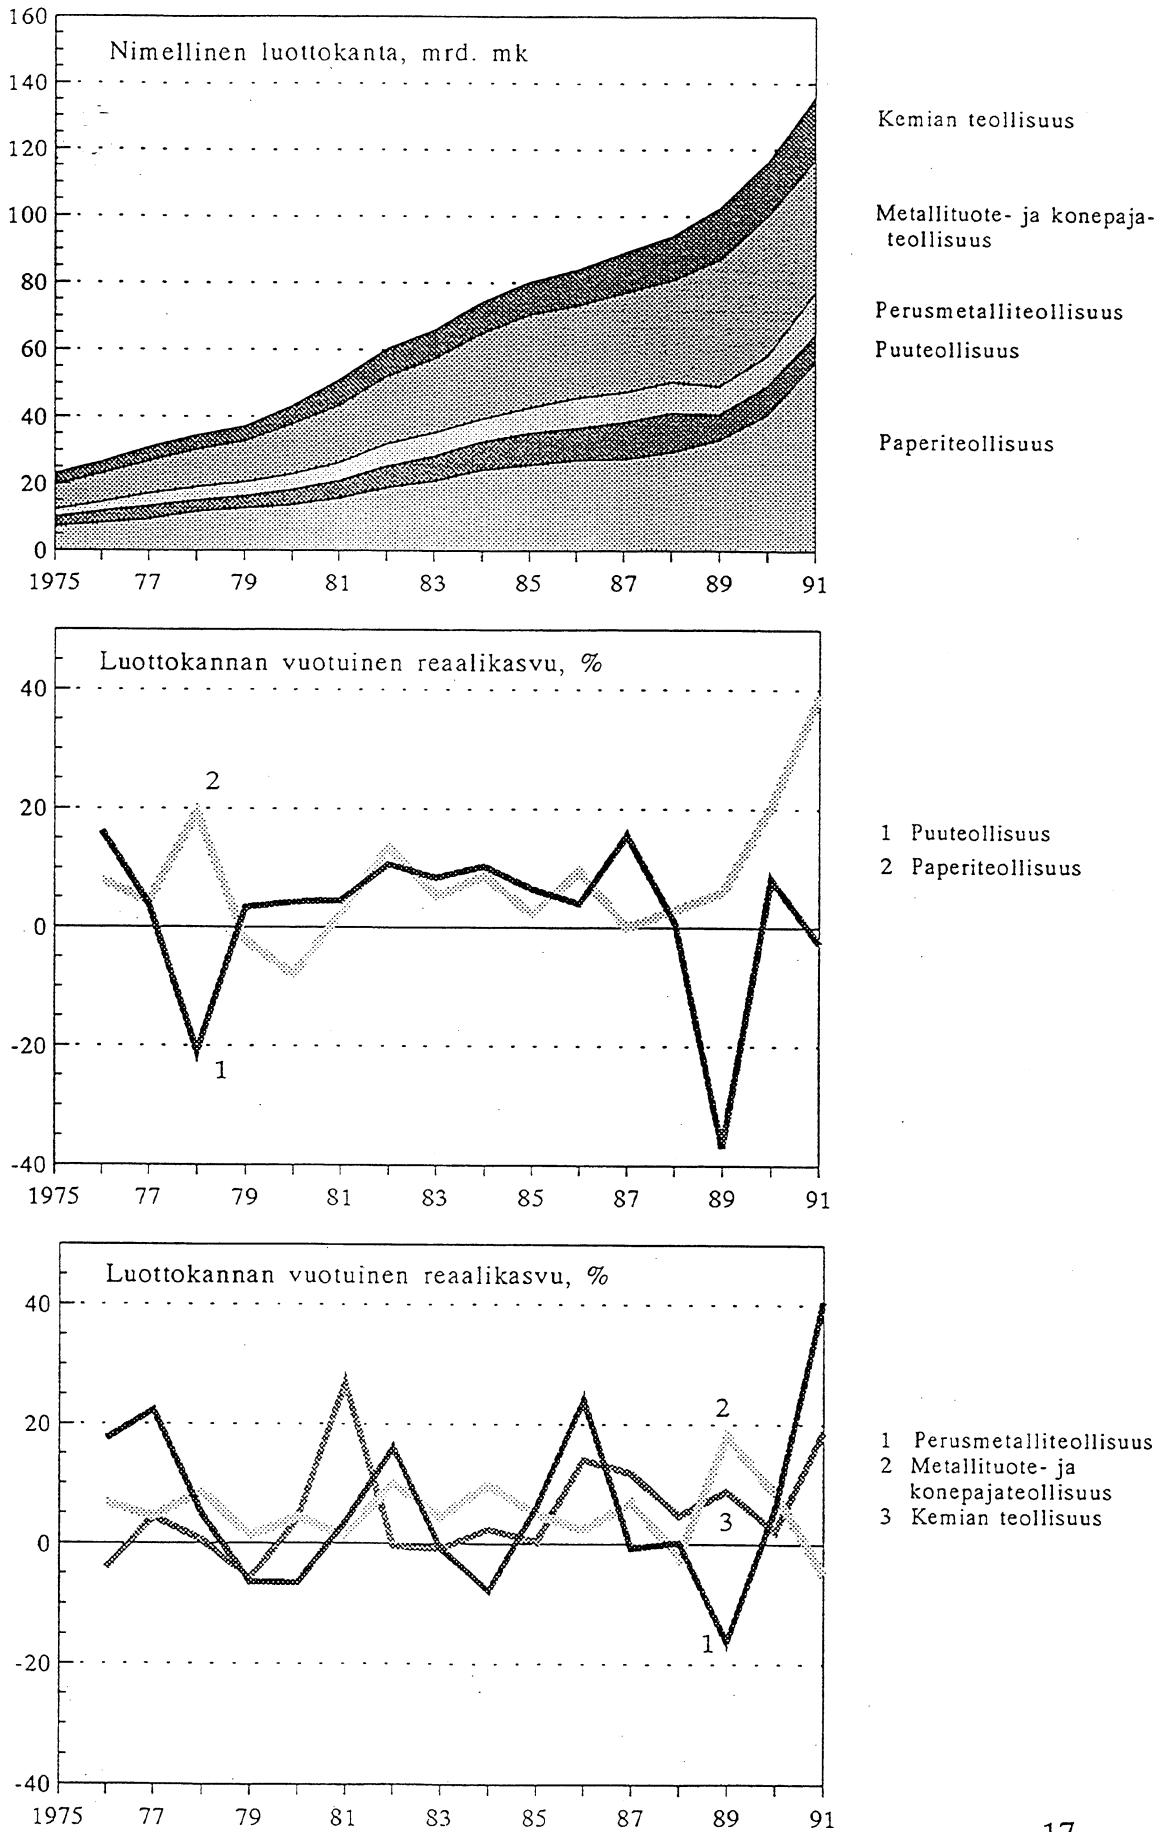 Nimellinen luottokanta, mrd. mk
160
140
120
100
80
60
40
20
0
1975 77 79 81 83 85 87 89 91
Kemian teollisuus
Metallituote- ja konepaja-
teollisuus
Perusmetalliteollisuus
Puuteollisuus
Paperiteollisuus
Luottokannan vuotuinen reaalikasvu, %
40
20
0
-20
-40
2
1
1975 77 79 81 83 85 87 89 91
1 Puuteollisuus
2 Paperiteollisuus
Luottokannan vuotuinen reaalikasvu, %
40
20
0
-20
-40
2
3
1
1975 77 79 81 83 85 87 89 91
1 Perusmetalliteollisuus
2 Metallituote- ja
konepajateollisuus
3 Kemian teollisuus
17